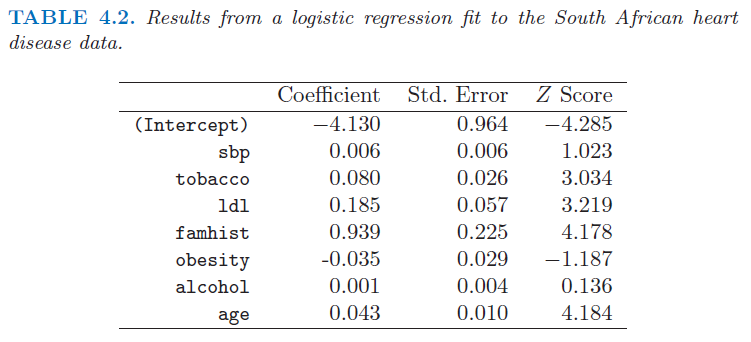 TABLE 4.2. Results from a logistic regression fit to the South African heart
disease data.
Coefficient Std. Error Z Score
(Intercept) −4.130 0.964 −4.285
sbp 0.006 0.006 1.023
tobacco 0.080 0.026 3.034
ldl 0.185 0.057 3.219
famhist 0.939 0.225 4.178
obesity -0.035 0.029 −1.187
alcohol 0.001 0.004 0.136
age 0.043 0.010 4.184